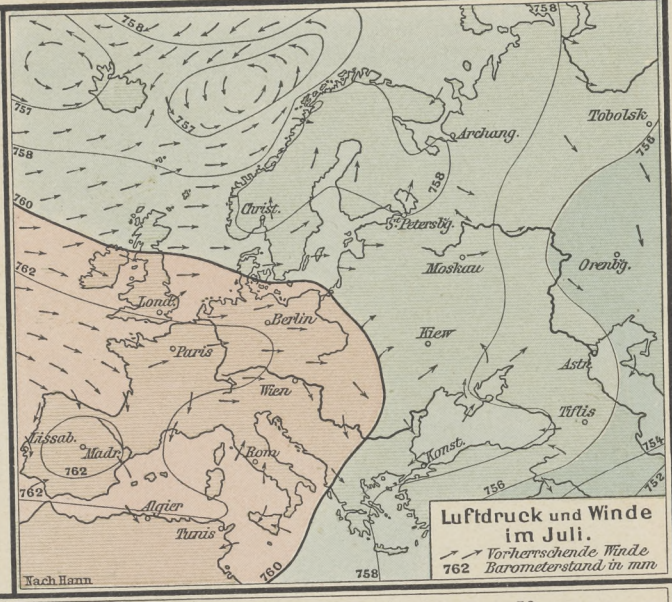 758
758
757
757
Tobolsk
Archang.
756
758
758
760
Christ.
St. Petersbg.
762
Moskau
Orenbg.
Lond.
Berlin
Paris
Kiew
Wien
Astr.
Tiflis
Lissab.
Madr.
Rom
Konst.
762
754
762
756
752
Algier
Tunis
Luftdruck und Winde
im Juli.
Vorherrschende Winde
762 Barometerstand in mm
Nach Hann
760
758